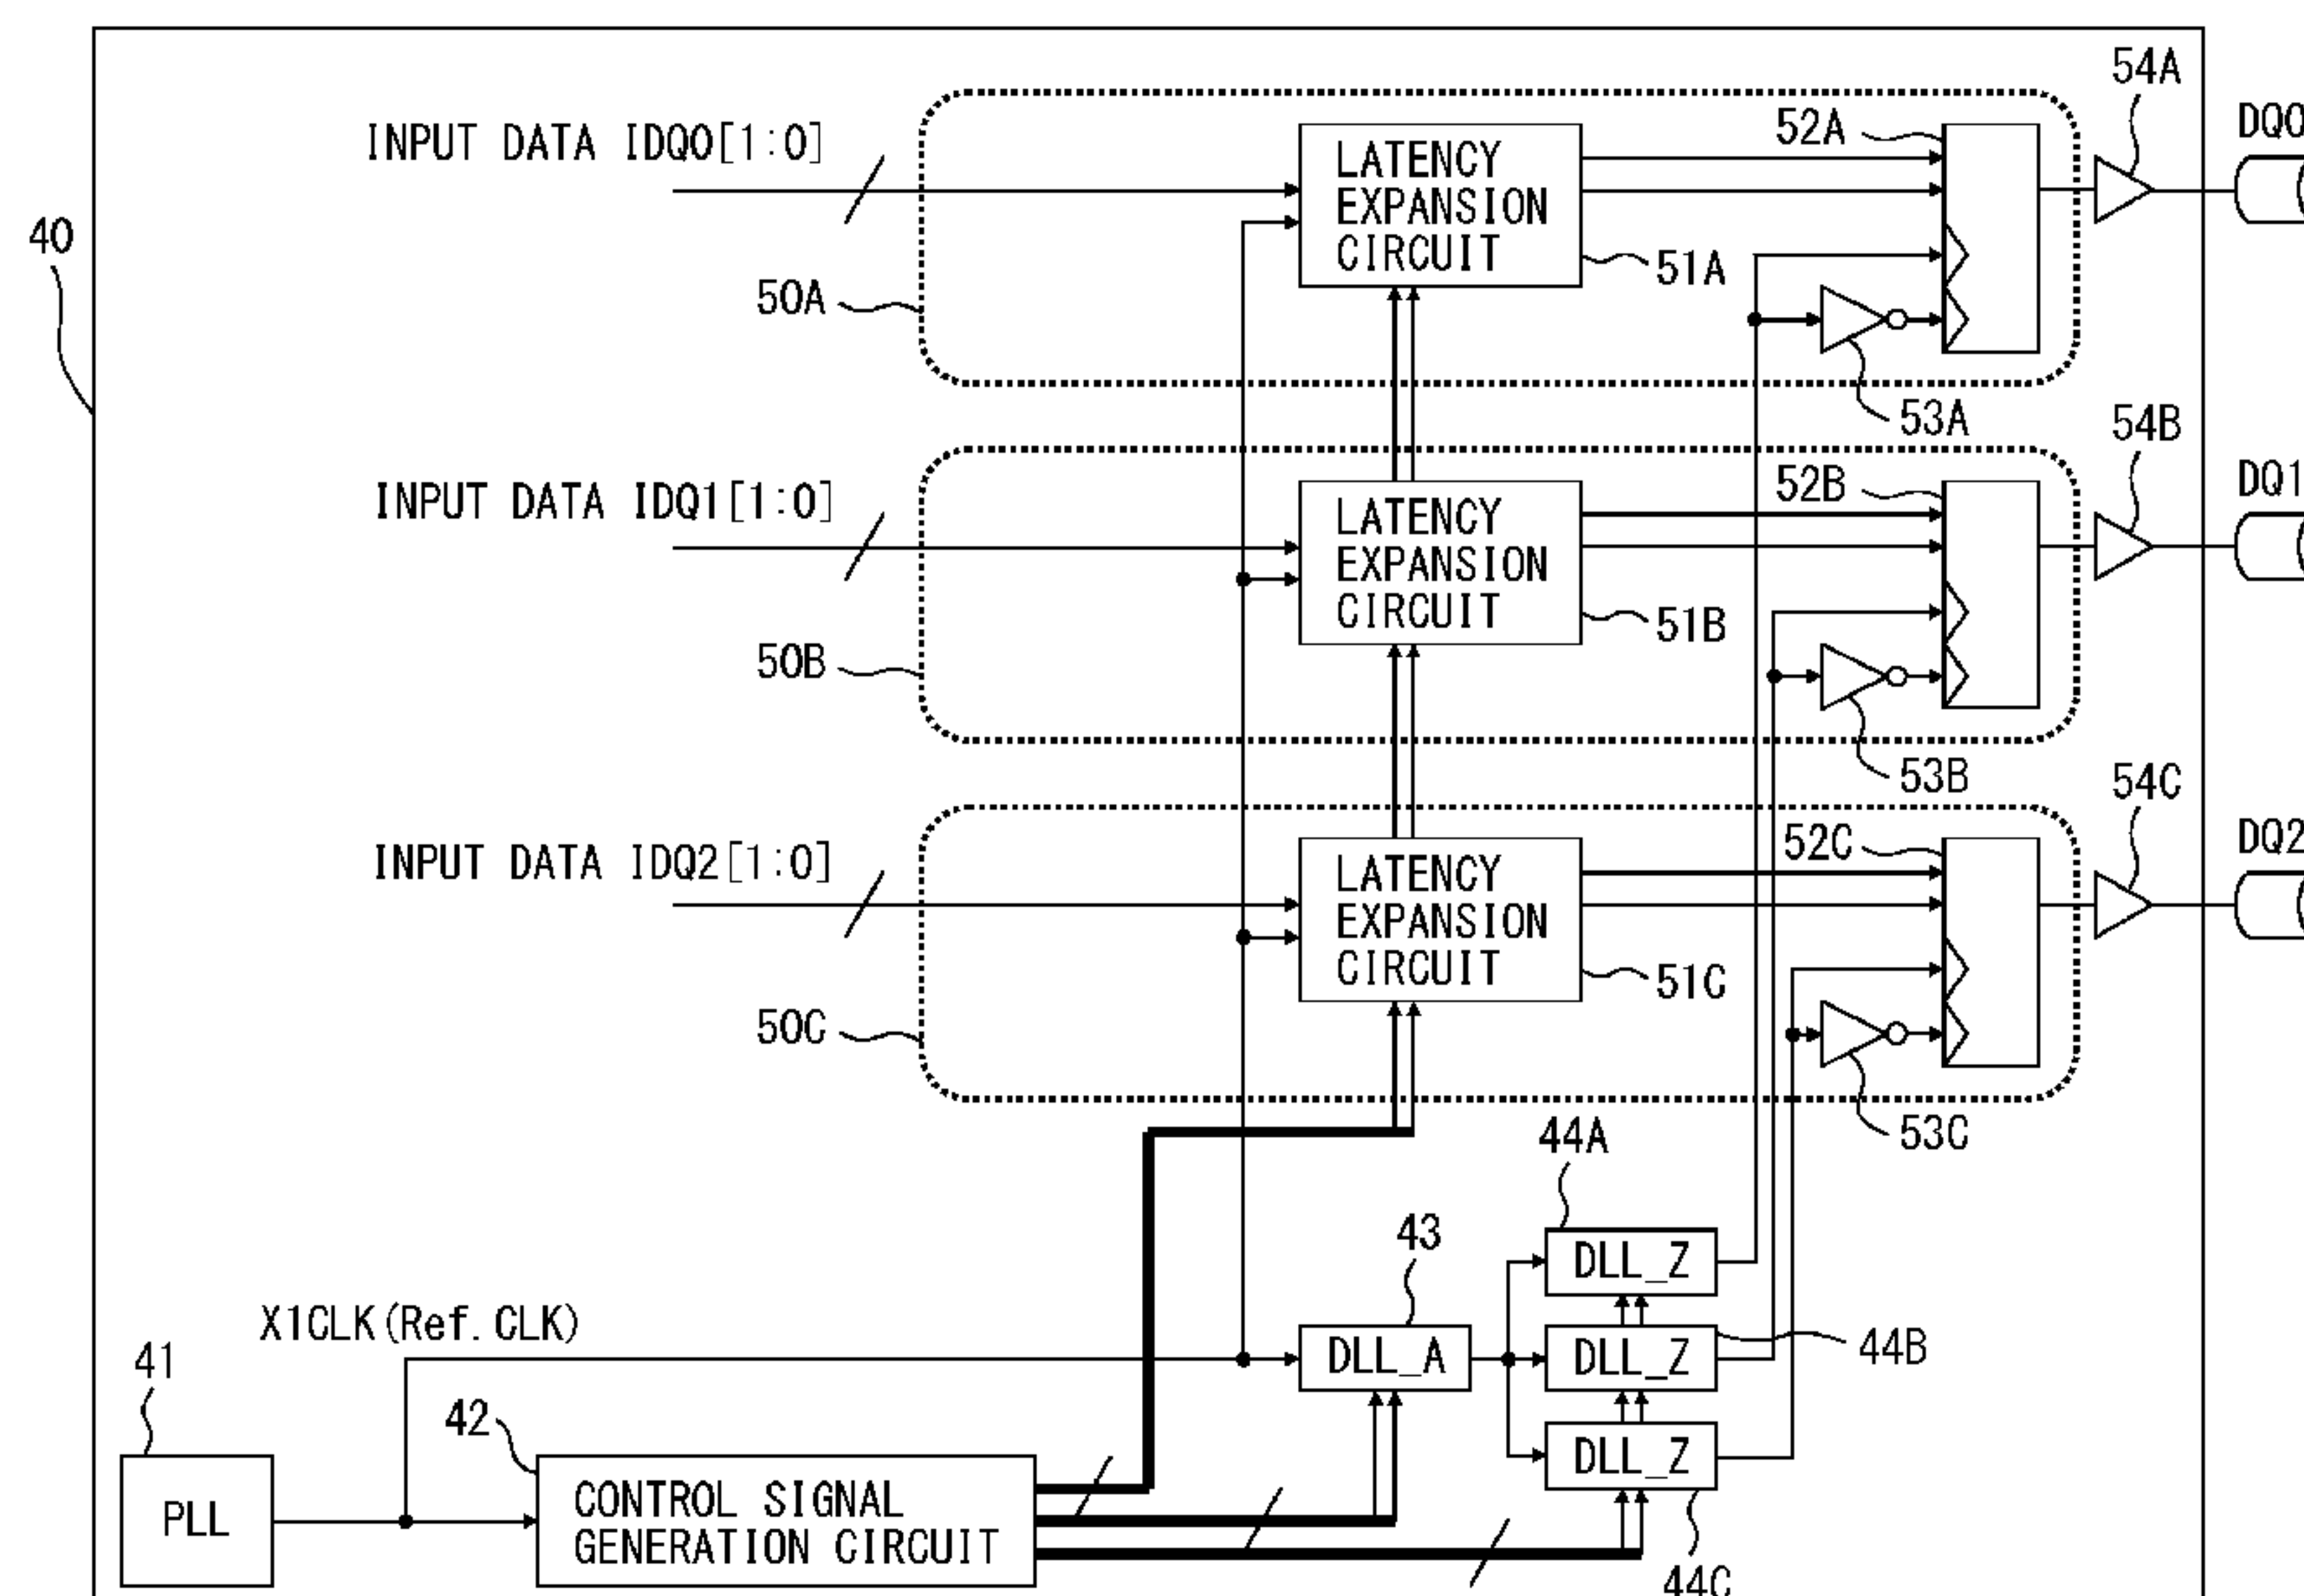 54A
DQ0
INPUT DATA IDQ0[1:0]
52A
LATENCY
EXPANSION
CIRCUIT
40
51A
50A
53A
54B
DQ1
INPUT DATA IDQ1[1:0]
52B
LATENCY
EXPANSION
CIRCUIT
51B
50B
53B
54C
DQ2
INPUT DATA IDQ2[1:0]
52C
LATENCY
EXPANSION
CIRCUIT
51C
50C
53C
44A
43
DLL_Z
X1CLK(Ref.CLK)
DLL_A
DLL_Z
44B
41
42
DLL_Z
PLL
CONTROL SIGNAL
GENERATION CIRCUIT
44C